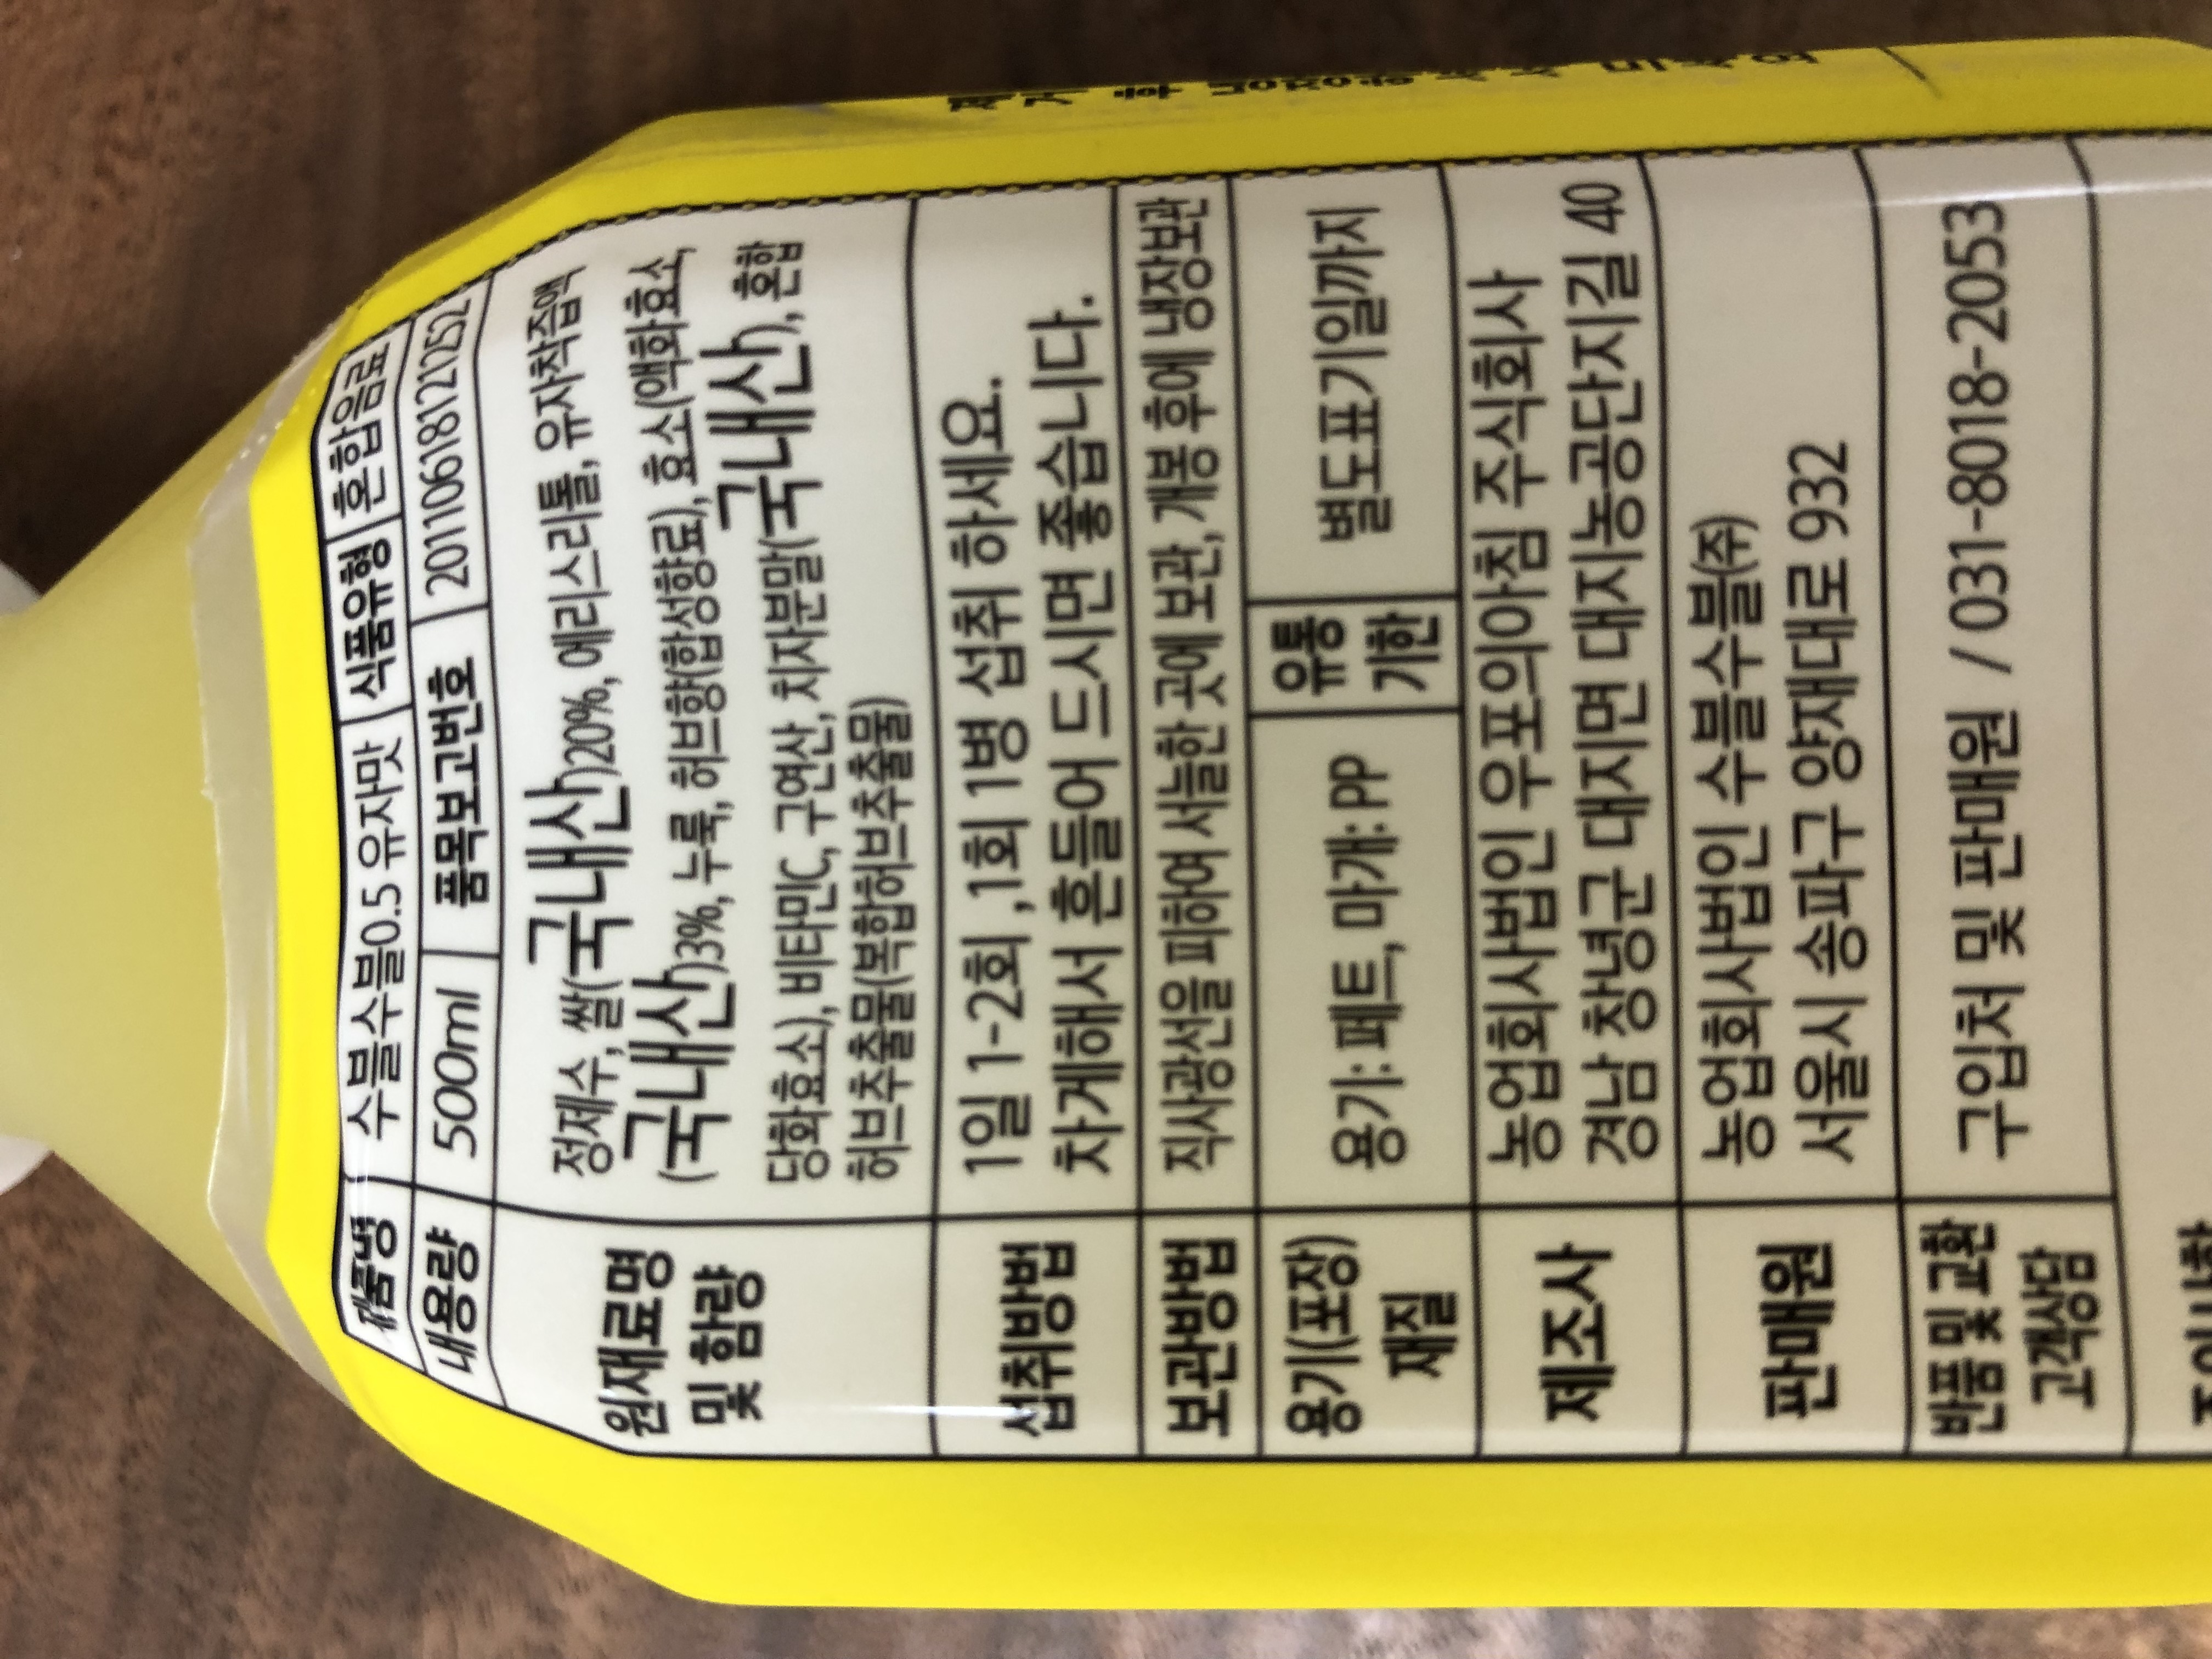 제품명 수블수블0.5 유자맛 식품유형 혼합음료
내용량 500ml 품목보고번호 20110618121252
원재료명 및 함량
정제수, 쌀(국내산)20%, 에리스리톨, 유자착즙액
(국내산)3%, 누룩, 허브향(합성향료), 효소(액화효소,
당화효소), 비타민C, 구연산, 치자분말(국내산), 혼합
허브추출물(복합허브추출물)
섭취방법
1일 1-2회 ,1회 1병 섭취 하세요.
차게해서 흔들어 드시면 좋습니다.
보관방법 직사광선을 피하여 서늘한 곳에 보관, 개봉 후에 냉장보관
용기(포장)
재질
용기: 페트, 마개: PP
유통
기한
별도표기일까지
제조사
농업회사법인 우포의아침 주식회사
경남 창녕군 대지면 대지농공단지길 40
판매원
농업회사법인 수블수블(주)
서울시 송파구 양재대로 932
반품 및 교환
고객상담
구입처 및 판매원 / 031-8018-2053